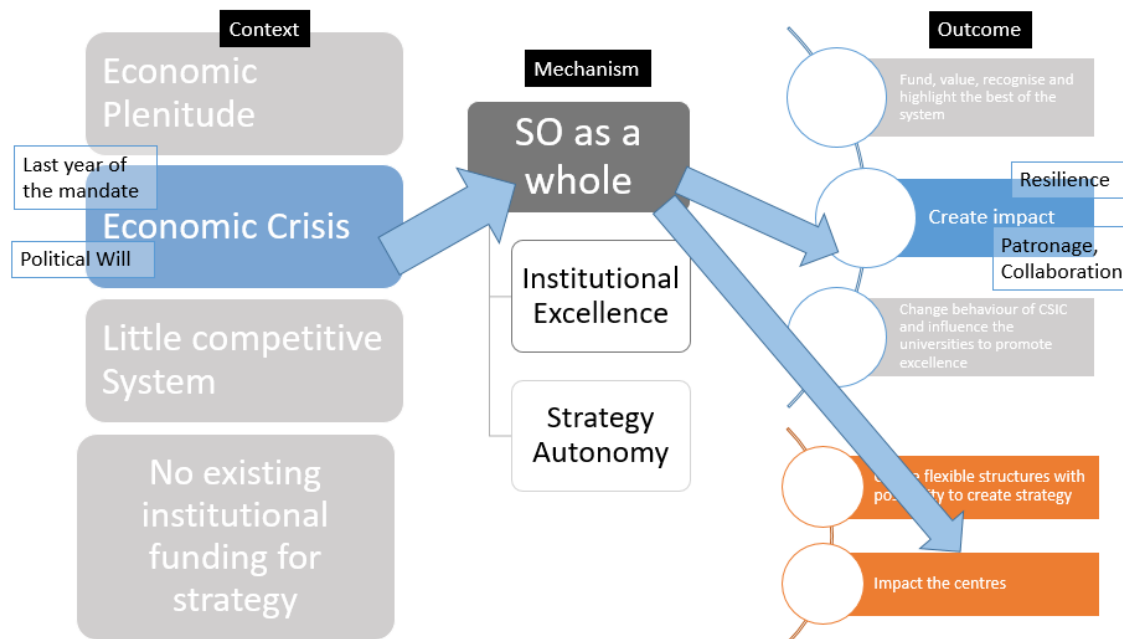 Context
Economic
Plenitude
Last year of
the mandate
Economic Crisis
Political Will
Little competitive
System
No existing
institutional
funding for
strategy
Mechanism
SO as a
whole
Institutional
Excellence
Strategy
Autonomy
Outcome
Fund, value, recognise and
highlight the best of the
system
Resilience
Create impact
Patronage,
Collaboration
Change behaviour of CSIC
and influence the
universities to promote
excellence
flexible structures with
to create strategy
Impact the centres